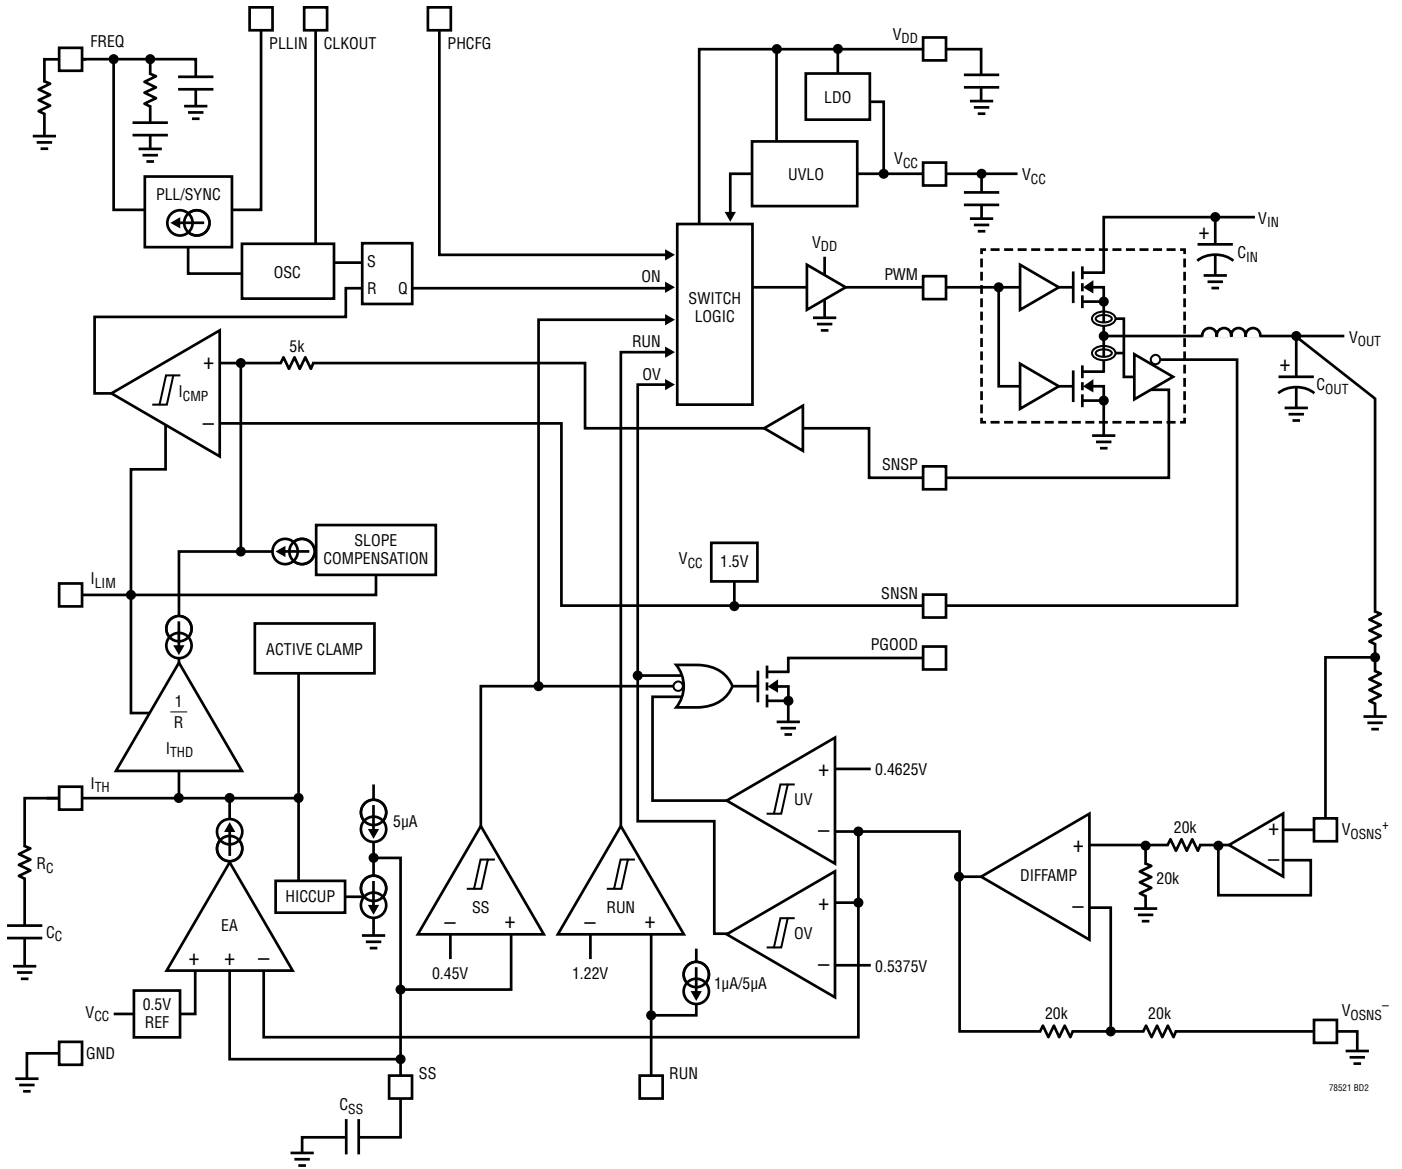 FREQ
PLLIN
CLKOUT
PHCFG
VDD
LDO
UVLO
VCC
VCC
PLL/SYNC
OSC
S
R
Q
ON
RUN
OV
SWITCH
LOGIC
VDD
PWM
VIN
+
CIN
VOUT
+
COUT
5k
+
ICMP
–
SNSP
SLOPE
COMPENSATION
VCC
1.5V
SNSN
ILIM
ACTIVE CLAMP
PGOOD
1
R
ITHD
ITH
5µA
+
0.4625V
UV
–
RC
HICCUP
CC
EA
+
+
–
SS
–
+
0.45V
RUN
–
+
1.22V
1µA/5µA
+
OV
–
0.5375V
DIFFAMP
+
–
20k
20k
+
–
VOSNS+
20k
20k
VOSNS–
VCC
0.5V
REF
GND
SS
RUN
CSS
78521 BD2